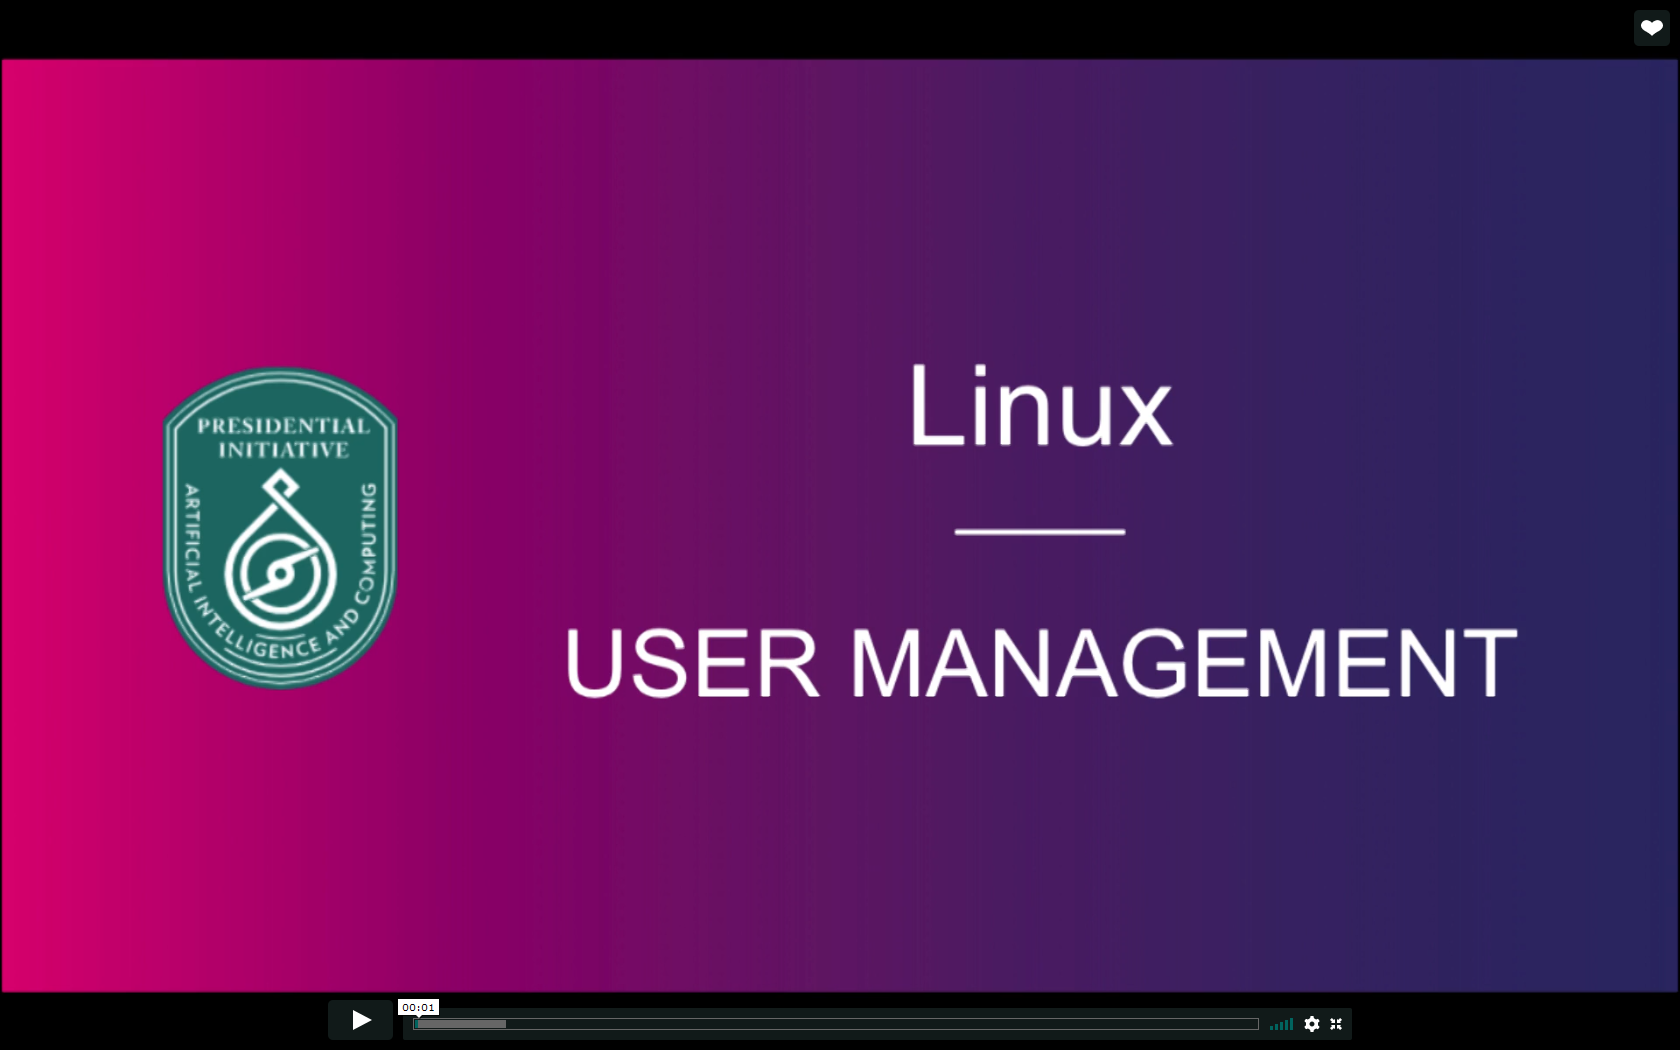 PRESIDENTIAL
INITIATIVE
ARTIFICIAL INTELLIGENCE AND COMPUTING
Linux
USER MANAGEMENT
00:01